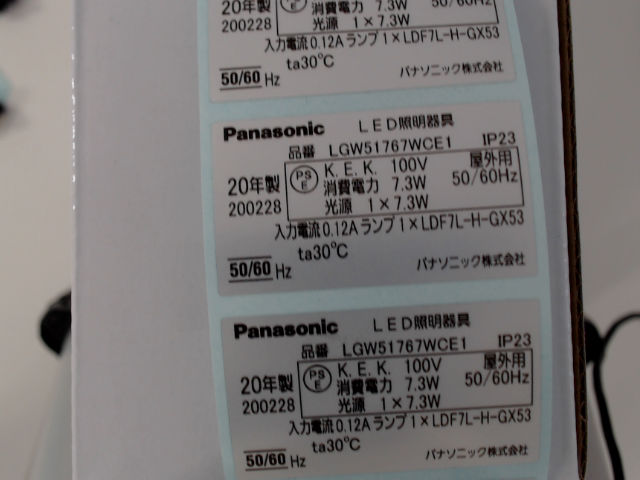 20年製 消費電力 7.3W 50/60Hz
200228 光源 1×7.3W
入力電流0.12A ランプ1×LDF7L-H-GX53
ta30℃
50/60 Hz パナソニック株式会社
Panasonic LED照明器具
品番 LGW51767WCE1 IP23
PS E K.E.K. 100V 屋外用
20年製 消費電力 7.3W 50/60Hz
200228 光源 1×7.3W
入力電流0.12A ランプ1×LDF7L-H-GX53
ta30℃
50/60 Hz パナソニック株式会社
Panasonic LED照明器具
品番 LGW51767WCE1 IP23
PS E K.E.K. 100V 屋外用
20年製 消費電力 7.3W 50/60Hz
200228 光源 1×7.3W
入力電流0.12A ランプ1×LDF7L-H-GX53
ta30℃
50/60 Hz パナソニック株式会社